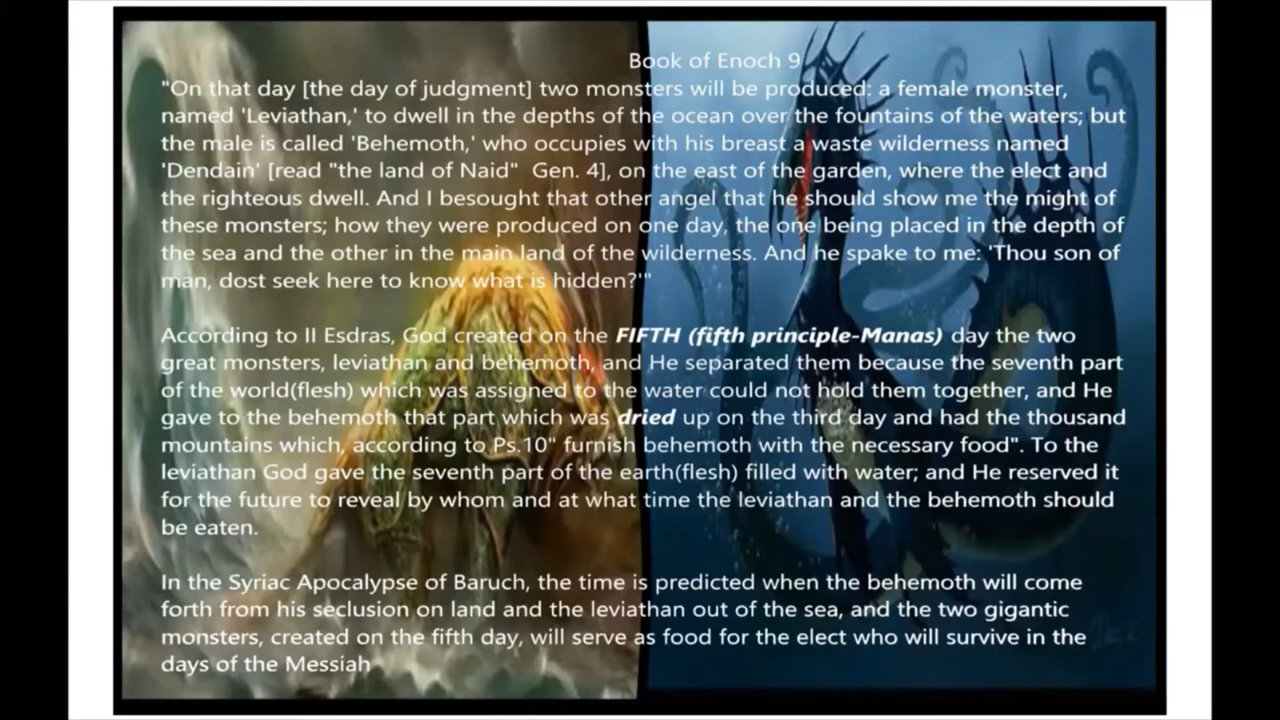 Book of Enoch 9
"On that day [the day of judgment] two monsters will be produced: a female monster,
named 'Leviathan,' to dwell in the depths of the ocean over the fountains of the waters; but
the male is called 'Behemoth,' who occupies with his breast a waste wilderness named
'Dendain' [read "the land of Naid" Gen. 4], on the east of the garden, where the elect and
the righteous dwell. And I besought that other angel that he should show me the might of
these monsters; how they were produced on one day, the one being placed in the depth of
the sea and the other in the main land of the wilderness. And he spake to me: 'Thou son of
man, dost seek here to know what is hidden?'"
According to II Esdras, God created on the FIFTH (fifth principle-Manas) day the two
great monsters, leviathan and behemoth, and He separated them because the seventh part
of the world(flesh) which was assigned to the water could not hold them together, and He
gave to the behemoth that part which was dried up on the third day and had the thousand
mountains which, according to Ps.10" furnish behemoth with the necessary food". To the
leviathan God gave the seventh part of the earth(flesh) filled with water; and He reserved it
for the future to reveal by whom and at what time the leviathan and the behemoth should
be eaten.
In the Syriac Apocalypse of Baruch, the time is predicted when the behemoth will come
forth from his seclusion on land and the leviathan out of the sea, and the two gigantic
monsters, created on the fifth day, will serve as food for the elect who will survive in the
days of the Messiah